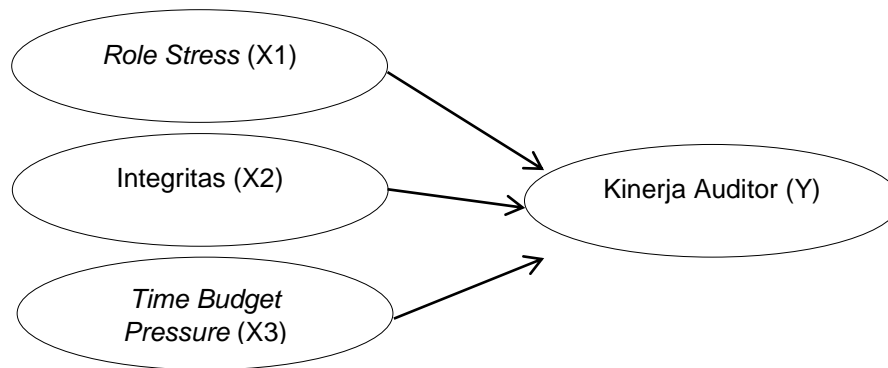 Role Stress (X1)
Integritas (X2)
Kinerja Auditor (Y)
Time Budget
Pressure (X3)